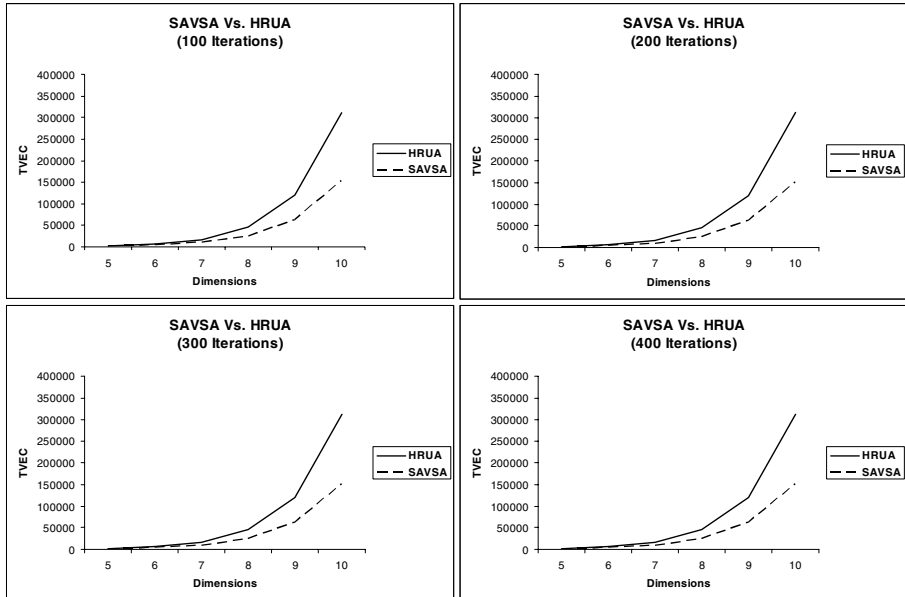 SAVSA Vs. HRUA
(100 Iterations)
400000
350000
300000
250000
200000
150000
100000
50000
0
TVEC
5 6 7 8 9 10
Dimensions
HRUA
SAVSA
SAVSA Vs. HRUA
(200 Iterations)
400000
350000
300000
250000
200000
150000
100000
50000
0
TVEC
5 6 7 8 9 10
Dimensions
HRUA
SAVSA
SAVSA Vs. HRUA
(300 Iterations)
400000
350000
300000
250000
200000
150000
100000
50000
0
TVEC
5 6 7 8 9 10
Dimensions
HRUA
SAVSA
SAVSA Vs. HRUA
(400 Iterations)
400000
350000
300000
250000
200000
150000
100000
50000
0
TVEC
5 6 7 8 9 10
Dimensions
HRUA
SAVSA